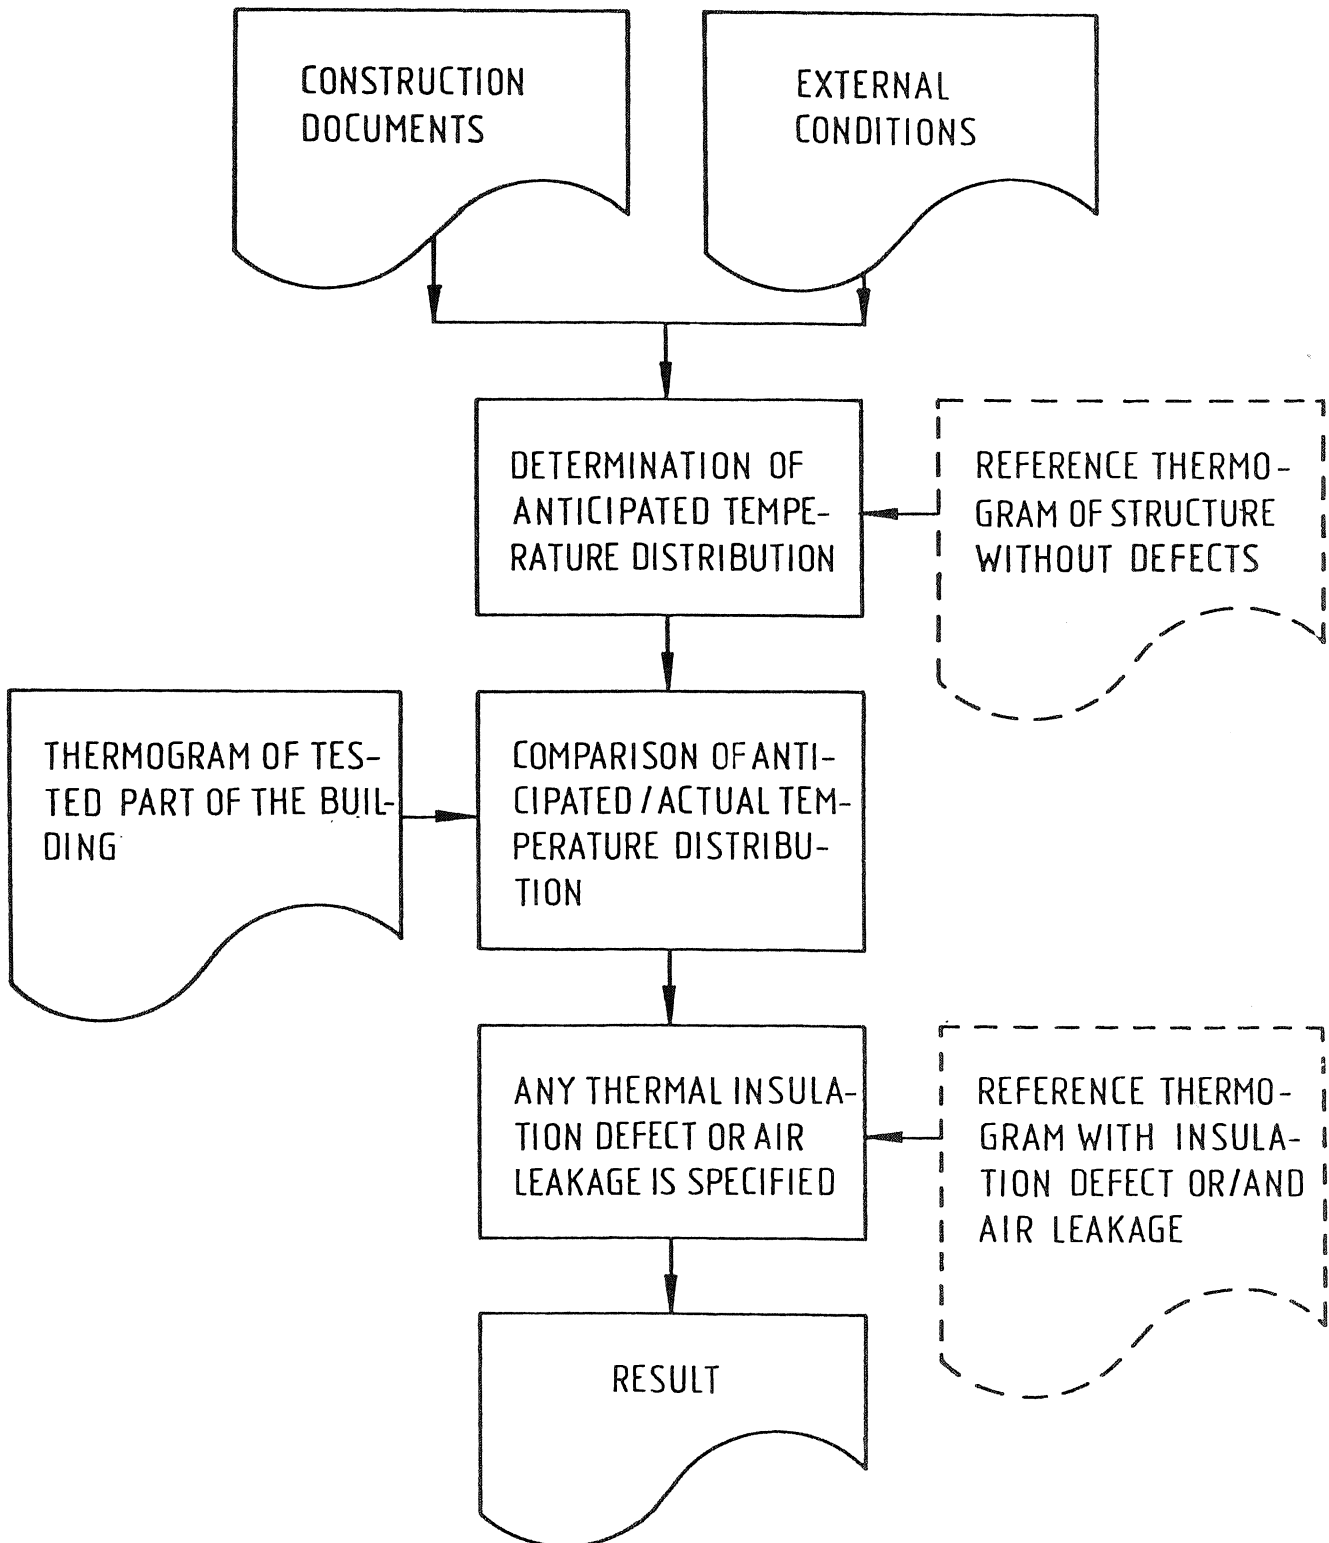 CONSTRUCTION
DOCUMENTS
EXTERNAL
CONDITIONS
DETERMINATION OF
ANTICIPATED TEMPE-
RATURE DISTRIBUTION
REFERENCE THERMO-
GRAM OF STRUCTURE
WITHOUT DEFECTS
THERMOGRAM OF TES-
TED PART OF THE BUIL-
DING
COMPARISON OF ANTI-
CIPATED/ACTUAL TEM-
PERATURE DISTRIBU-
TION
ANY THERMAL INSULA-
TION DEFECT OR AIR
LEAKAGE IS SPECIFIED
REFERENCE THERMO-
GRAM WITH INSULA-
TION DEFECT OR/AND
AIR LEAKAGE
RESULT